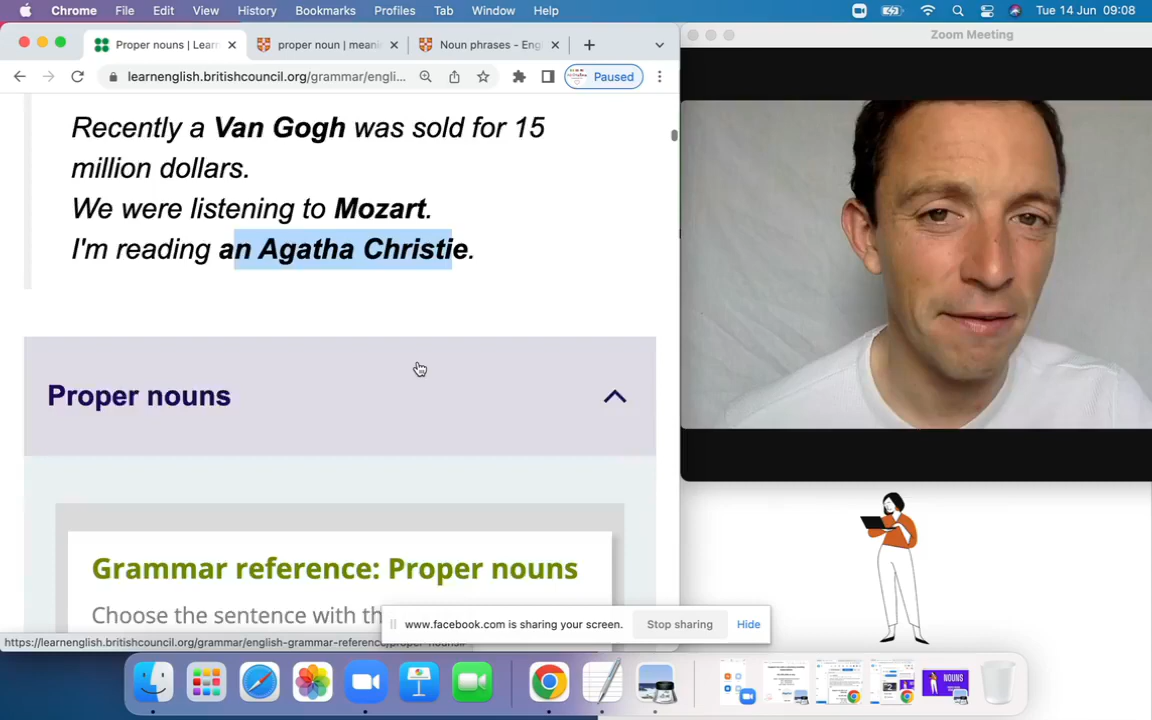 Chrome File Edit View History Bookmarks Profiles Tab Window Help Tue 14 Jun 09:08
Proper nouns | Learn
proper noun | meani
Noun phrases - Eng
Zoom Meeting
learnenglish.britishcouncil.org/grammar/engli...
Paused
Recently a Van Gogh was sold for 15
million dollars.
We were listening to Mozart.
I'm reading an Agatha Christie.
Proper nouns
Grammar reference: Proper nouns
Choose the sentence with th
www.facebook.com is sharing your screen. Stop sharing Hide
https://learnenglish.britishcouncil.org/grammar/english-grammar-reference/proper-nouns#
NOUNS